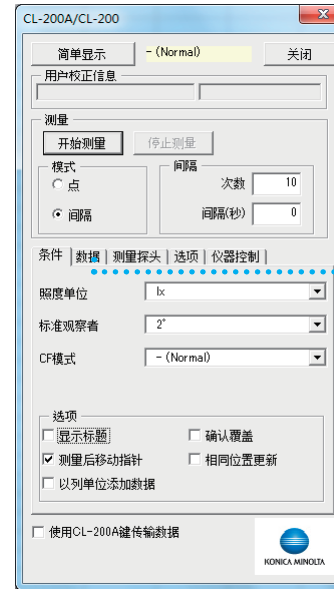 CL-200A/CL-200
简单显示 - (Normal) 关闭
用户校正信息
测量
开始测量 停止测量
模式 间隔
点 次数 10
间隔 间隔(秒) 0
条件 数据 测量探头 选项 仪器控制
照度单位 lx
标准观察者 2°
CF模式 - (Normal)
选项
显示标题 确认覆盖
测量后移动指针 相同位置更新
以列单位添加数据
使用CL-200A键传输数据
KONICA MINOLTA